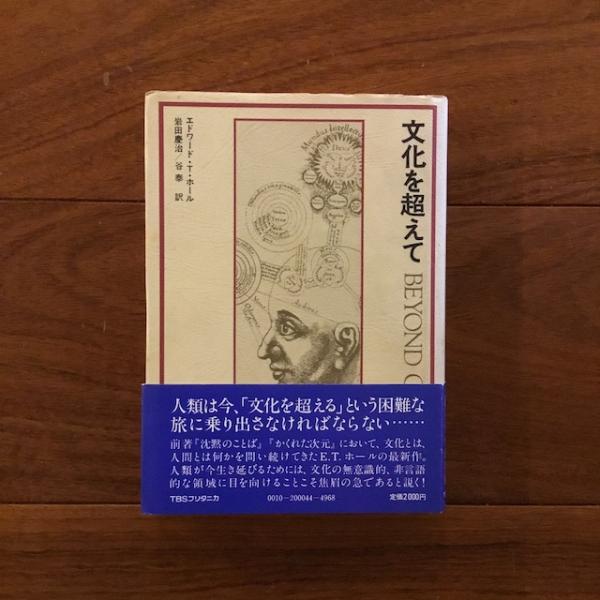 文化を超えて
BEYOND C
エドワード・T・ホール
岩田慶治／谷泰 訳
Mundus Intellectualis
人類は今、「文化を超える」という困難な
旅に乗り出さなければならない……
前著『沈黙のことば』『かくれた次元』において、文化とは、
人間とは何かを問い続けてきたE.T.ホールの最新作。
人類が今生き延びるためには、文化の無意識的、非言語
的な領域に目を向けることこそ焦眉の急であると説く!
TBSブリタニカ
0010-200044-4968
定価2000円